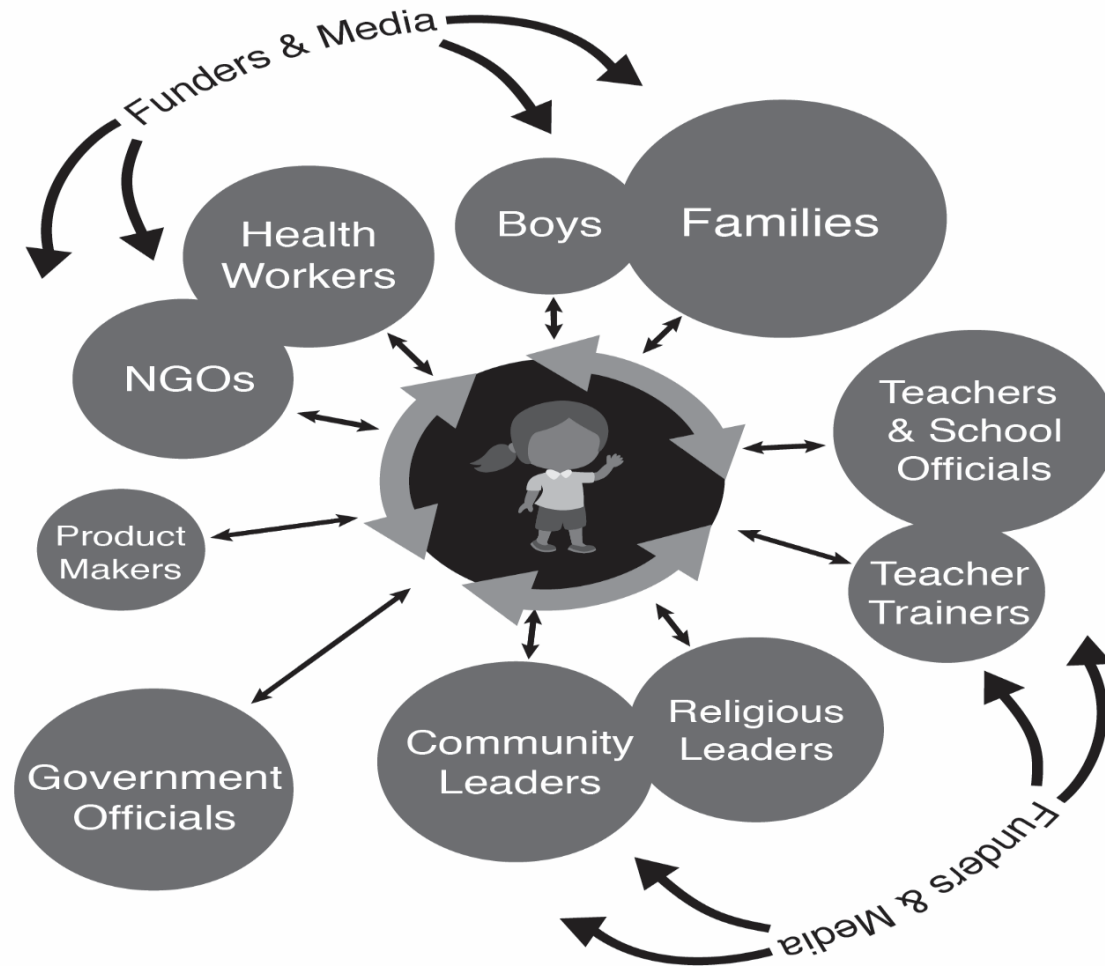 Funders & Media
Boys
Families
Health
Workers
NGOs
Teachers
& School
Officials
Product
Makers
Teacher
Trainers
Religious
Leaders
Community
Leaders
Government
Officials
Funders & Media